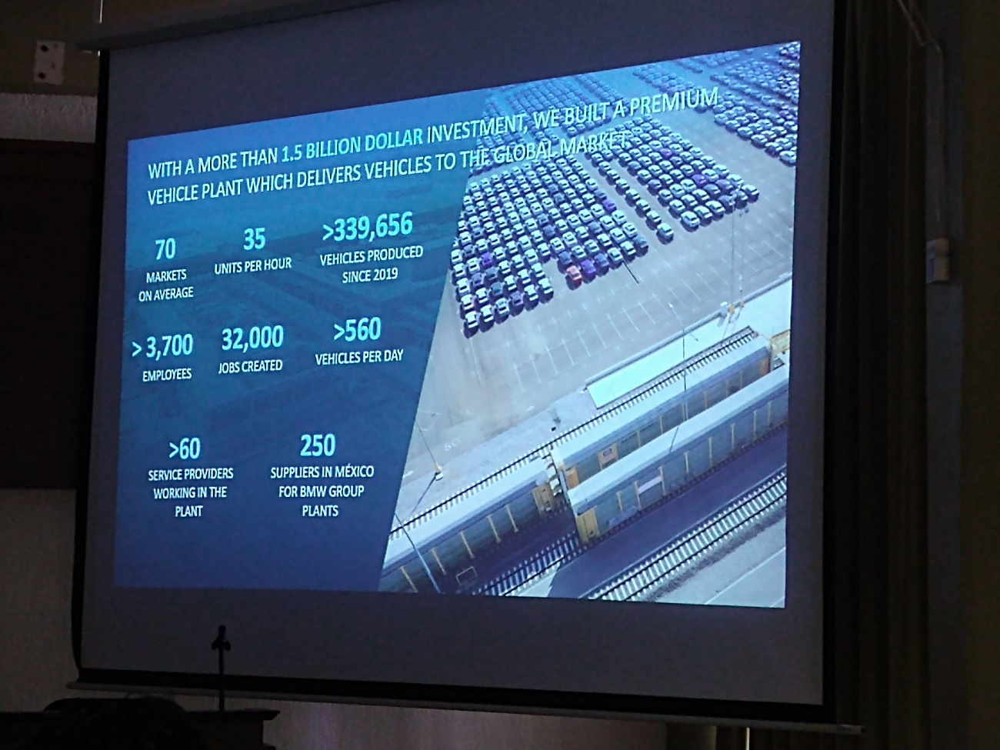 WITH A MORE THAN 1.5 BILLION DOLLAR INVESTMENT, WE BUILT A PREMIUM
VEHICLE PLANT WHICH DELIVERS VEHICLES TO THE GLOBAL MARKET.
70
MARKETS
ON AVERAGE
35
UNITS PER HOUR
>339,656
VEHICLES PRODUCED
SINCE 2019
> 3,700
EMPLOYEES
32,000
JOBS CREATED
>560
VEHICLES PER DAY
>60
SERVICE PROVIDERS
WORKING IN THE
PLANT
250
SUPPLIERS IN MÉXICO
FOR BMW GROUP
PLANTS